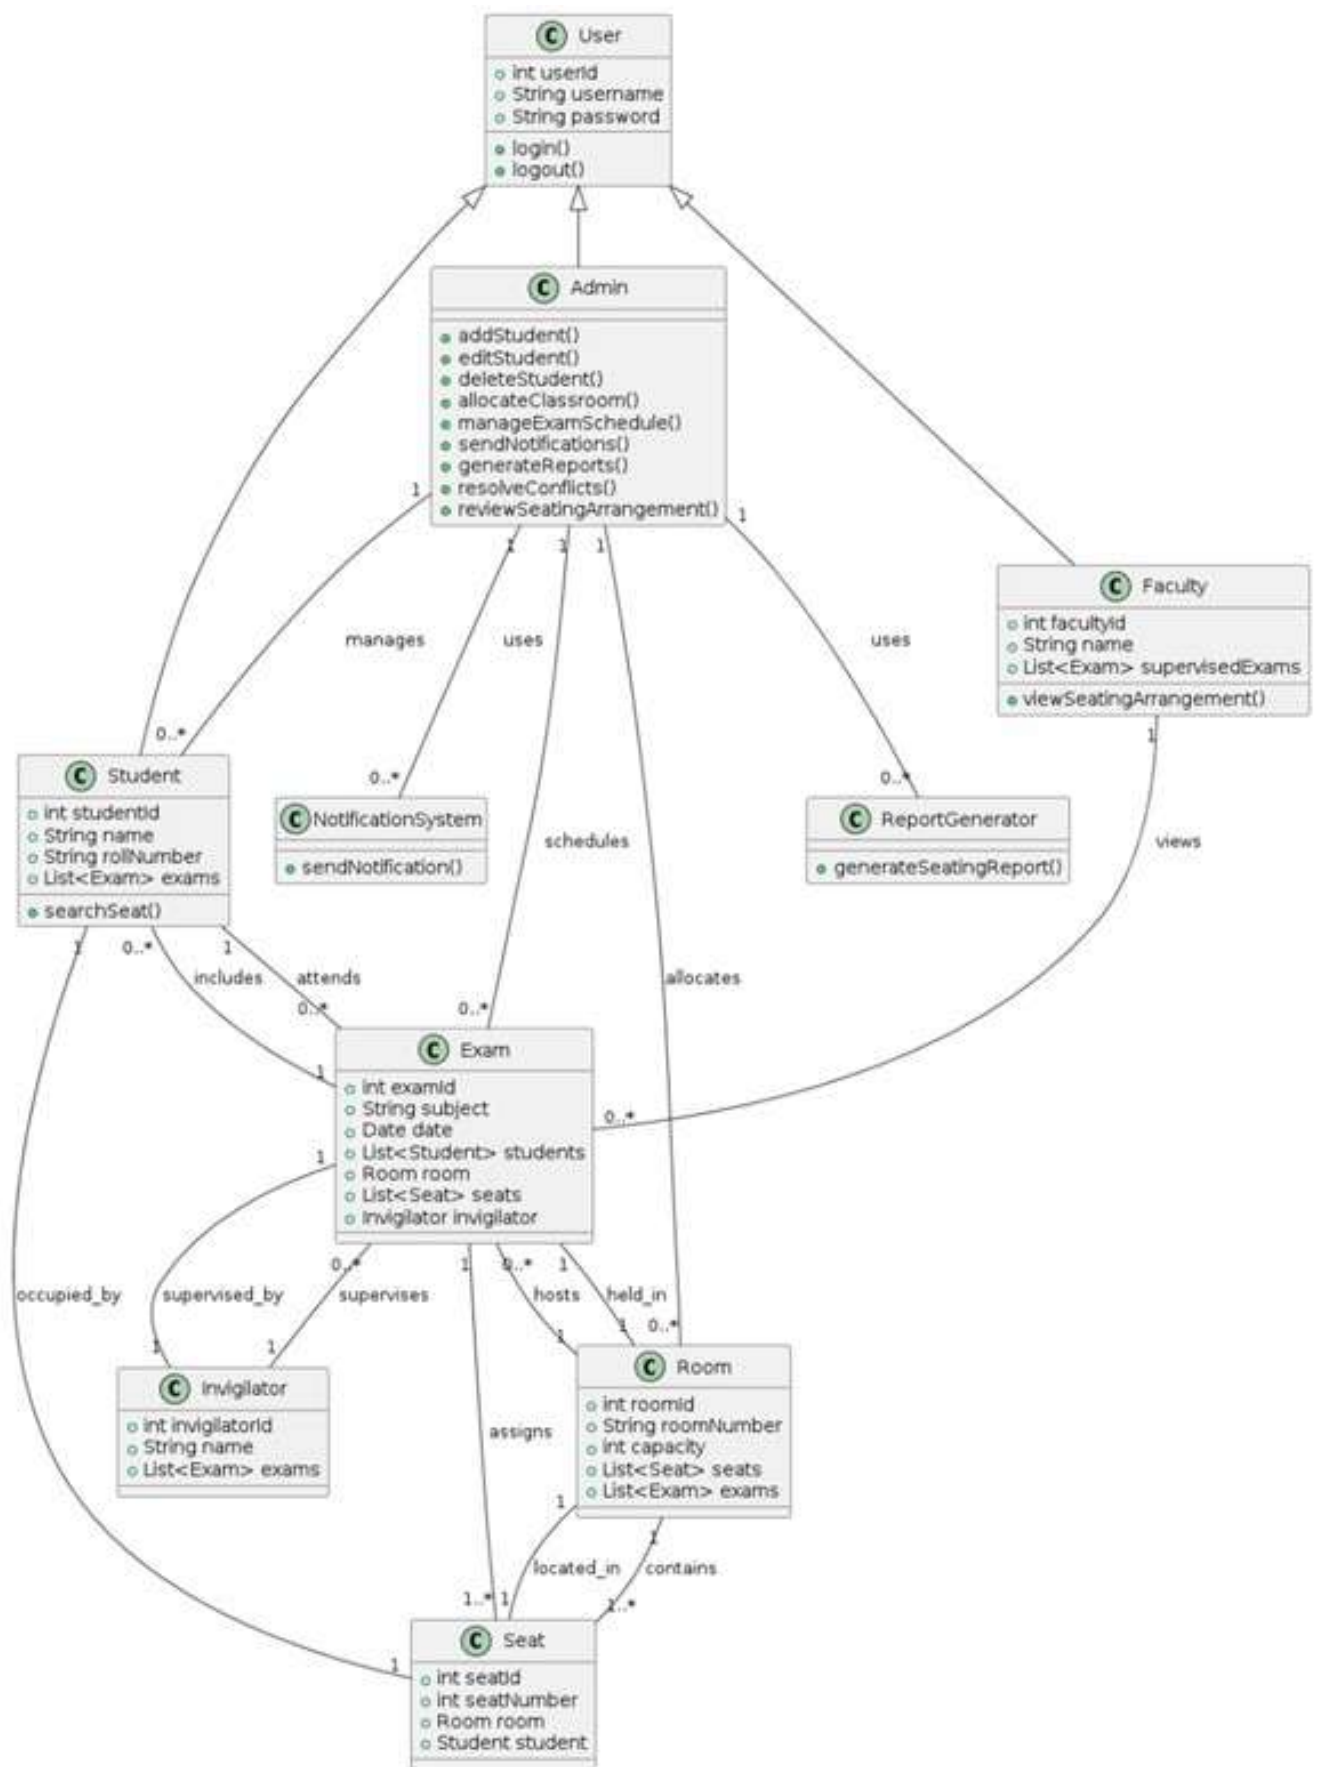 C User
int userId
String username
String password
login()
logout()
C Admin
addStudent()
editStudent()
deleteStudent()
allocateClassroom()
manageExamSchedule()
sendNotifications()
generateReports()
resolveConflicts()
reviewSeatingArrangement()
1
1
1
1
1
C Faculty
int facultyId
String name
List<Exam> supervisedExams
viewSeatingArrangement()
manages
uses
uses
1
0..*
0..*
0..*
C Student
int studentId
String name
String rollNumber
List<Exam> exams
searchSeat()
C NotificationSystem
sendNotification()
schedules
C ReportGenerator
generateSeatingReport()
views
1
0..*
1
includes
attends
allocates
0..*
0..*
1
C Exam
int examId
String subject
Date date
List<Student> students
Room room
List<Seat> seats
Invigilator invigilator
0..*
1
0..*
1
0..*
1
occupied_by
supervised_by
supervises
hosts
held_in
1
1
1
1
0..*
C Invigilator
int invigilatorId
String name
List<Exam> exams
assigns
C Room
int roomId
String roomNumber
int capacity
List<Seat> seats
List<Exam> exams
1
1
located_in
contains
1..*
1
1..*
C Seat
int seatId
int seatNumber
Room room
Student student
1